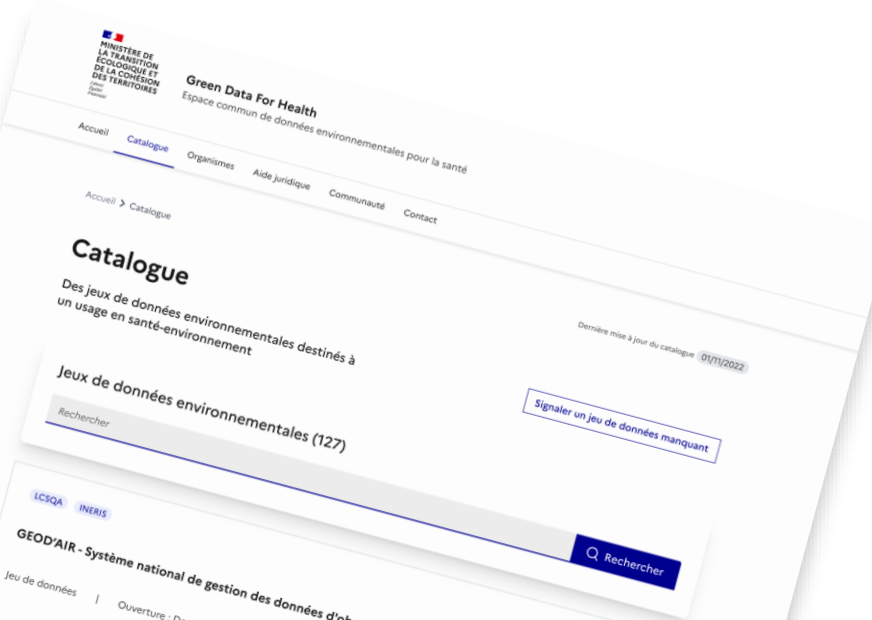 MINISTÈRE DE
LA TRANSITION
ÉCOLOGIQUE ET
DE LA COHÉSION
DES TERRITOIRES
Liberté
Égalité
Fraternité
Green Data For Health
Espace commun de données environnementales pour la santé
Accueil
Catalogue
Organismes
Aide juridique
Communauté
Contact
Accueil > Catalogue
Catalogue
Des jeux de données environnementales destinés à
un usage en santé-environnement
Dernière mise à jour du catalogue 01/11/2022
Signaler un jeu de données manquant
Jeux de données environnementales (127)
Rechercher
Rechercher
LCSQA INERIS
GEOD'AIR - Système national de gestion des données
Jeu de données | Ouverture :